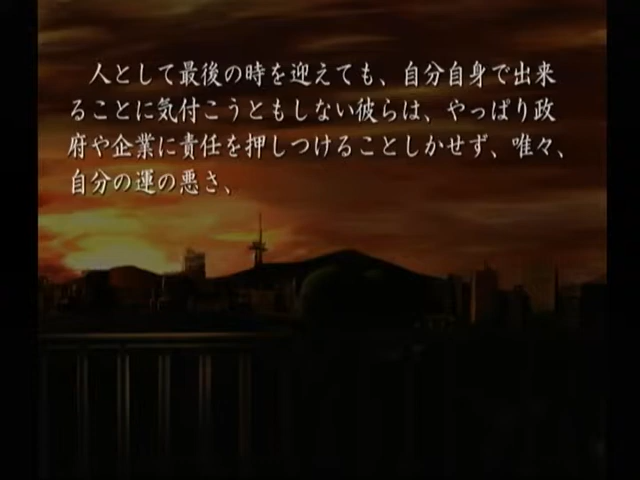 人として最後の時を迎えても、自分自身で出来
ることに気付こうともしない彼らは、やっぱり政
府や企業に責任を押しつけることしかせず、唯々、
自分の運の悪さ、